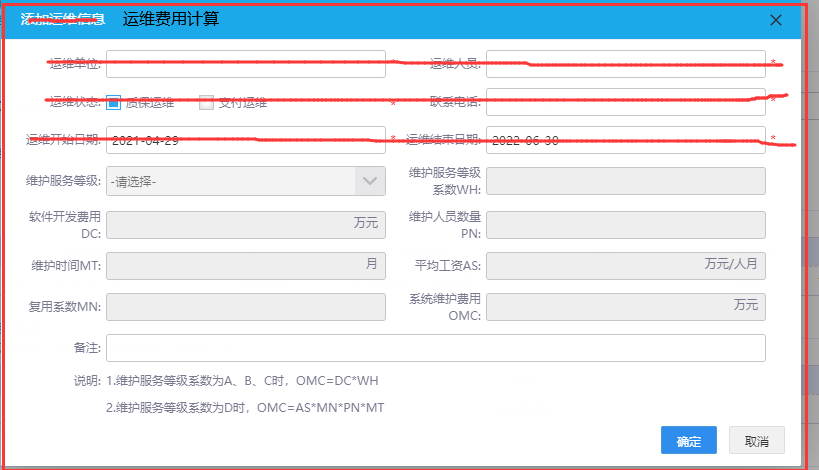 添加运维信息 运维费用计算
运维单位: * 运维人员: *
运维状态: 质保运维 支付运维 * 联系电话: *
运维开始日期: 2021-04-29 * 运维结束日期: 2022-06-30 *
维护服务等级: -请选择- 维护服务等级
系数WH:
软件开发费用 万元 维护人员数量
DC: PN:
维护时间MT: 月 平均工资AS: 万元/人月
复用系数MN: 系统维护费用 万元
OMC:
备注:
说明: 1.维护服务等级系数为A、B、C时，OMC=DC*WH
2.维护服务等级系数为D时，OMC=AS*MN*PN*MT
确定 取消